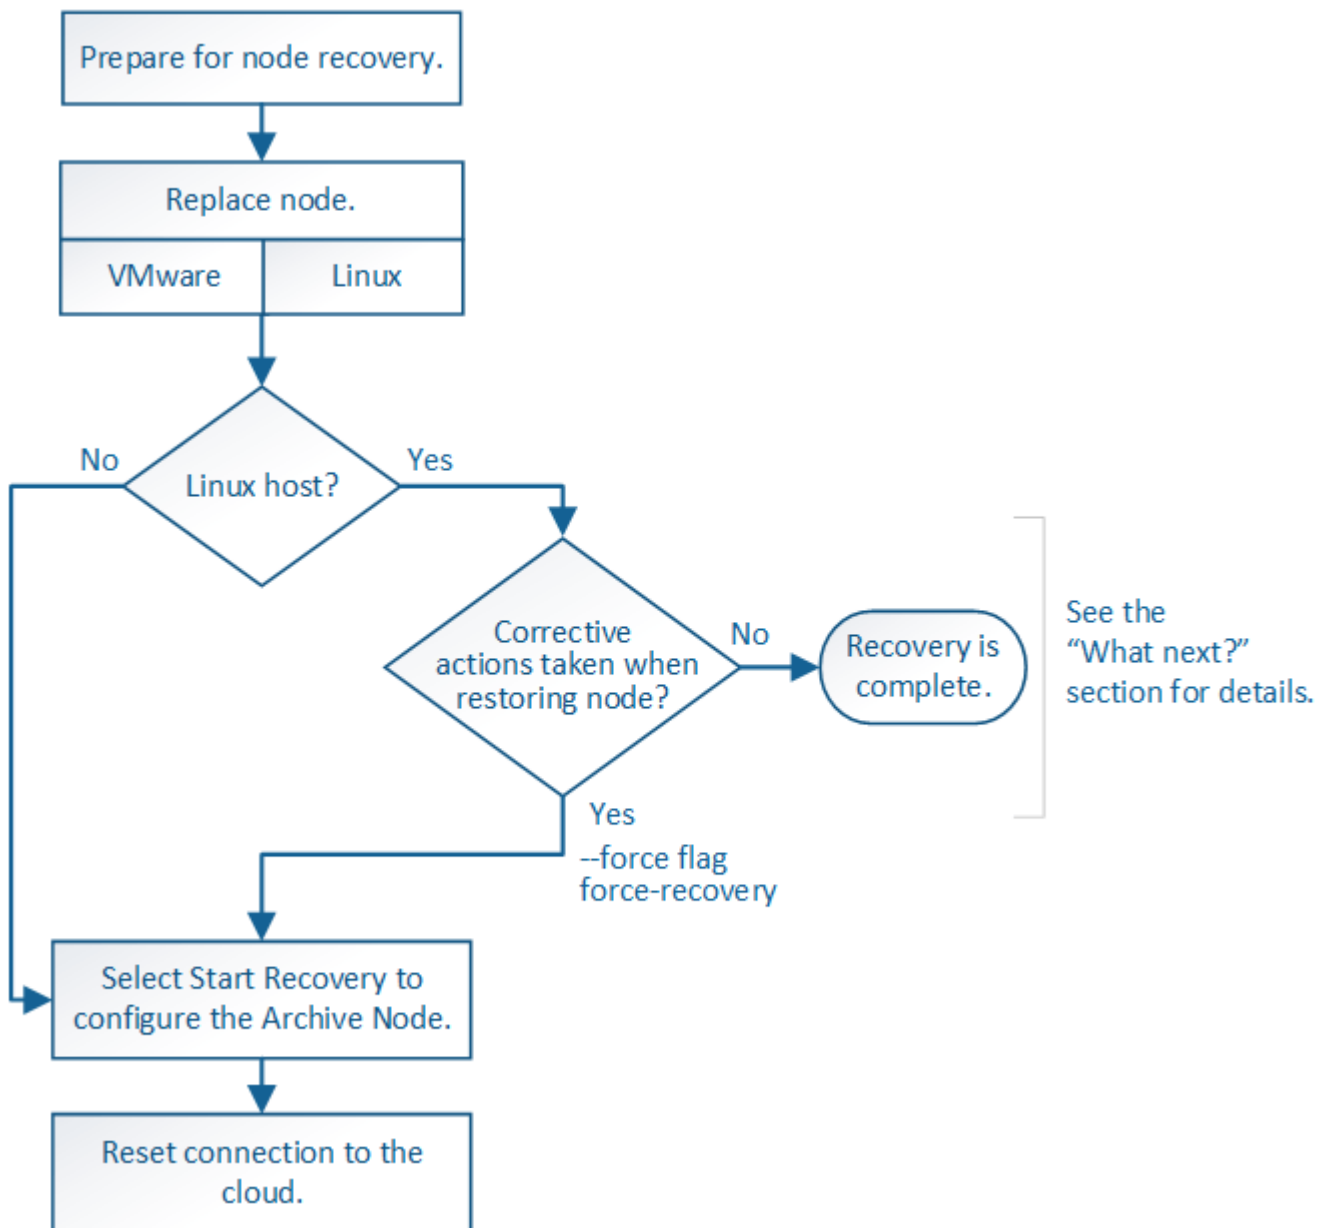 Prepare for node recovery.
Replace node.
VMware
Linux
No
Yes
Linux host?
Corrective
actions taken when
restoring node?
No
Recovery is
complete.
See the
“What next?”
section for details.
Yes
--force flag
force-recovery
Select Start Recovery to
configure the Archive Node.
Reset connection to the
cloud.